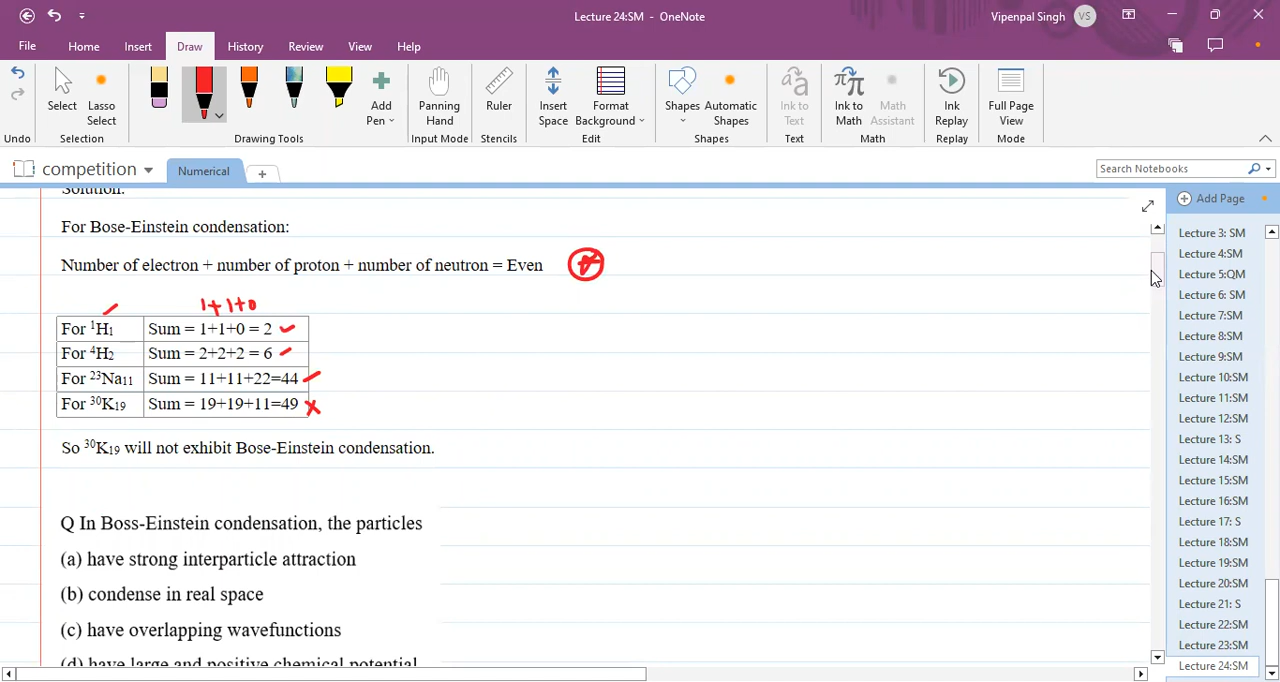 Lecture 24:SM - OneNote
Vipenpal Singh VS
File Home Insert Draw History Review View Help
Undo
Select
Lasso Select
Add Pen
Panning Hand
Ruler
Insert Space
Format Background
Shapes
Automatic Shapes
Ink to Text
Ink to Math
Math Assistant
Ink Replay
Full Page View
Selection Drawing Tools Input Mode Stencils Edit Shapes Text Math Replay Mode
competition Numerical + Search Notebooks
Solution:
For Bose-Einstein condensation:
Number of electron + number of proton + number of neutron = Even
1+1+0
For ¹H₁ Sum = 1+1+0 = 2
For ⁴H₂ Sum = 2+2+2 = 6
For ²³Na₁₁ Sum = 11+11+22=44
For ³⁰K₁₉ Sum = 19+19+11=49
So ³⁰K₁₉ will not exhibit Bose-Einstein condensation.
Q In Boss-Einstein condensation, the particles
(a) have strong interparticle attraction
(b) condense in real space
(c) have overlapping wavefunctions
(d) have large and positive chemical potential
Add Page
Lecture 3: SM
Lecture 4:SM
Lecture 5:QM
Lecture 6: SM
Lecture 7:SM
Lecture 8:SM
Lecture 9:SM
Lecture 10:SM
Lecture 11:SM
Lecture 12:SM
Lecture 13: S
Lecture 14:SM
Lecture 15:SM
Lecture 16:SM
Lecture 17: S
Lecture 18:SM
Lecture 19:SM
Lecture 20:SM
Lecture 21: S
Lecture 22:SM
Lecture 23:SM
Lecture 24:SM